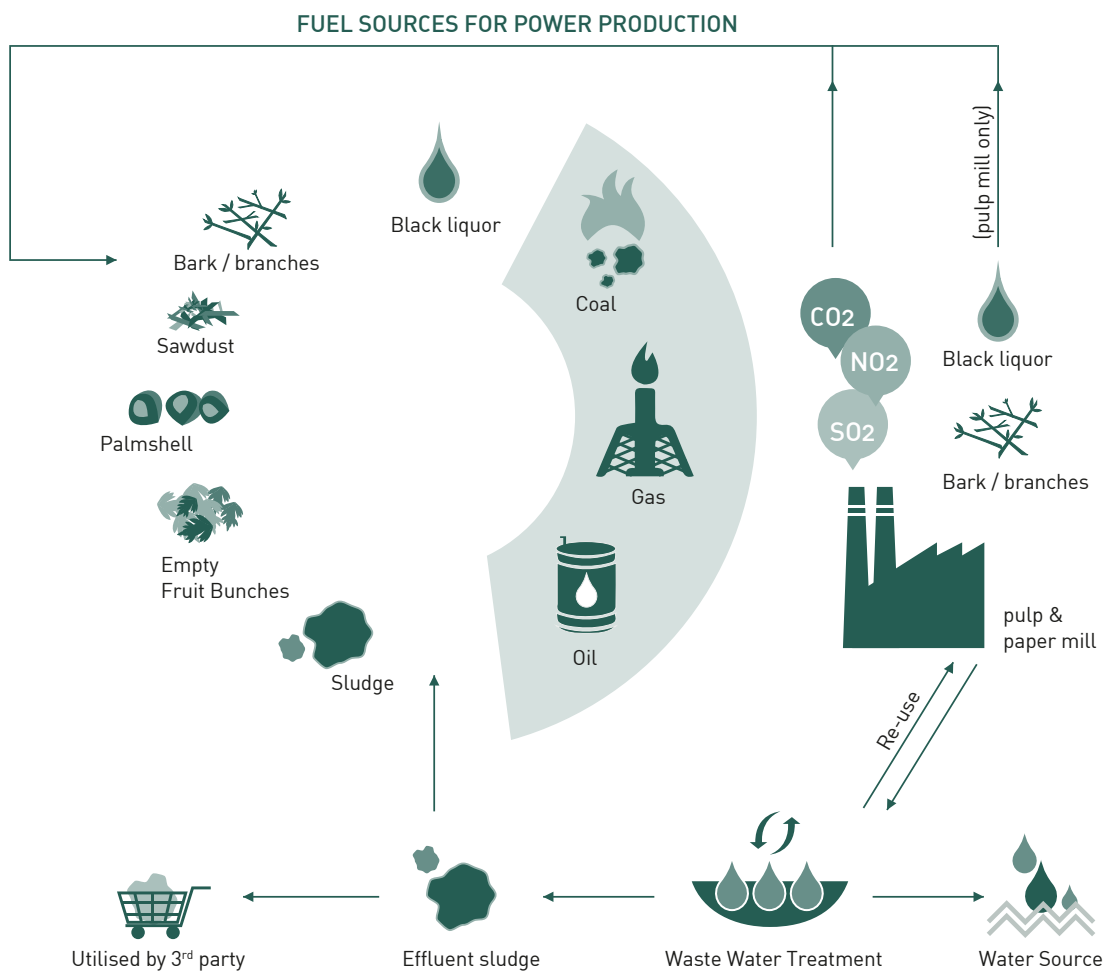 FUEL SOURCES FOR POWER PRODUCTION
(pulp mill only)
Black liquor
Bark / branches
Coal
CO2
Sawdust
NO2
Black liquor
Palmshell
SO2
Gas
Bark / branches
Empty
Fruit Bunches
pulp &
paper mill
Oil
Sludge
Re-use
Utilised by 3rd party
Effluent sludge
Waste Water Treatment
Water Source